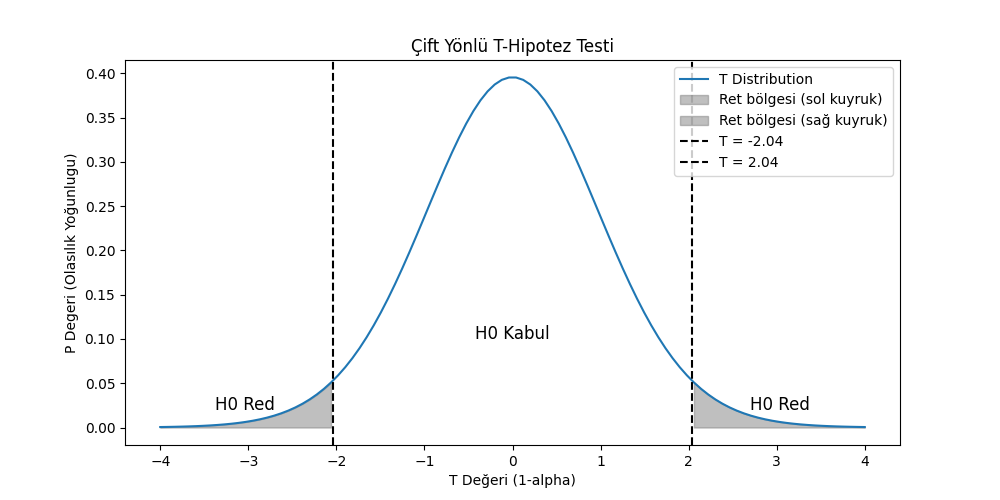 Çift Yönlü T-Hipotez Testi
P Degeri (Olasılık Yoğunlugu)
0.40
0.35
0.30
0.25
0.20
0.15
0.10
0.05
0.00
T Distribution
Ret bölgesi (sol kuyruk)
Ret bölgesi (sağ kuyruk)
T = -2.04
T = 2.04
H0 Kabul
H0 Red
H0 Red
−4
−3
−2
−1
0
1
2
3
4
T Değeri (1-alpha)